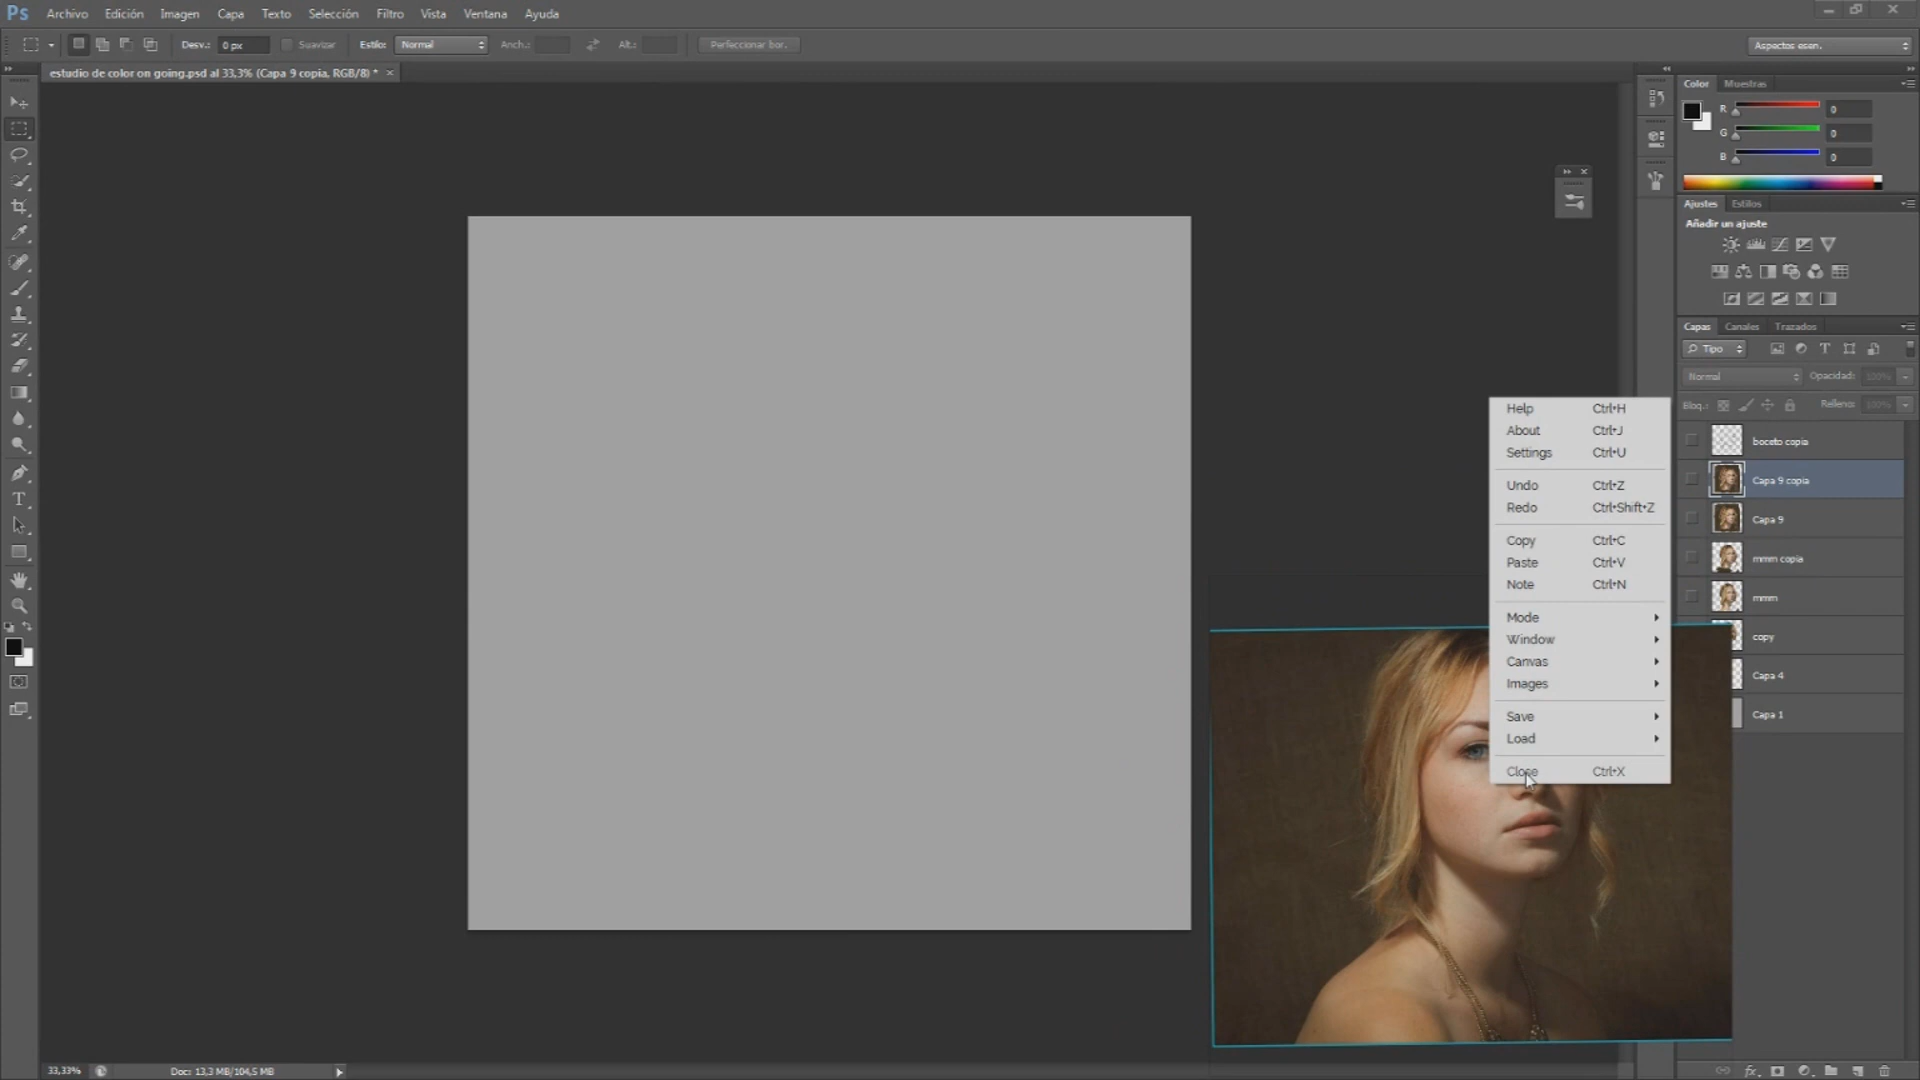 Ps Archivo Edición Imagen Capa Texto Selección Filtro Vista Ventana Ayuda
Desv.: 0 px Suavizar Estilo: Normal Anch.: Alt.: Perfeccionar bor. Aspectos esen.
estudio de color on going.psd al 33,3% (Capa 9 copia, RGB/8) * ×
Color Muestras
R 0
G 0
B 0
Ajustes Estilos
Añadir un ajuste
Capas Canales Trazados
Tipo
Normal Opacidad: 100%
Bloq.: Relleno: 100%
boceto copia
Capa 9 copia
Capa 9
mmm copia
mmm
copy
Capa 4
Capa 1
Help Ctrl+H
About Ctrl+J
Settings Ctrl+U
Undo Ctrl+Z
Redo Ctrl+Shift+Z
Copy Ctrl+C
Paste Ctrl+V
Note Ctrl+N
Mode
Window
Canvas
Images
Save
Load
Close Ctrl+X
T
33,33% Doc: 13,3 MB/104,5 MB
fx